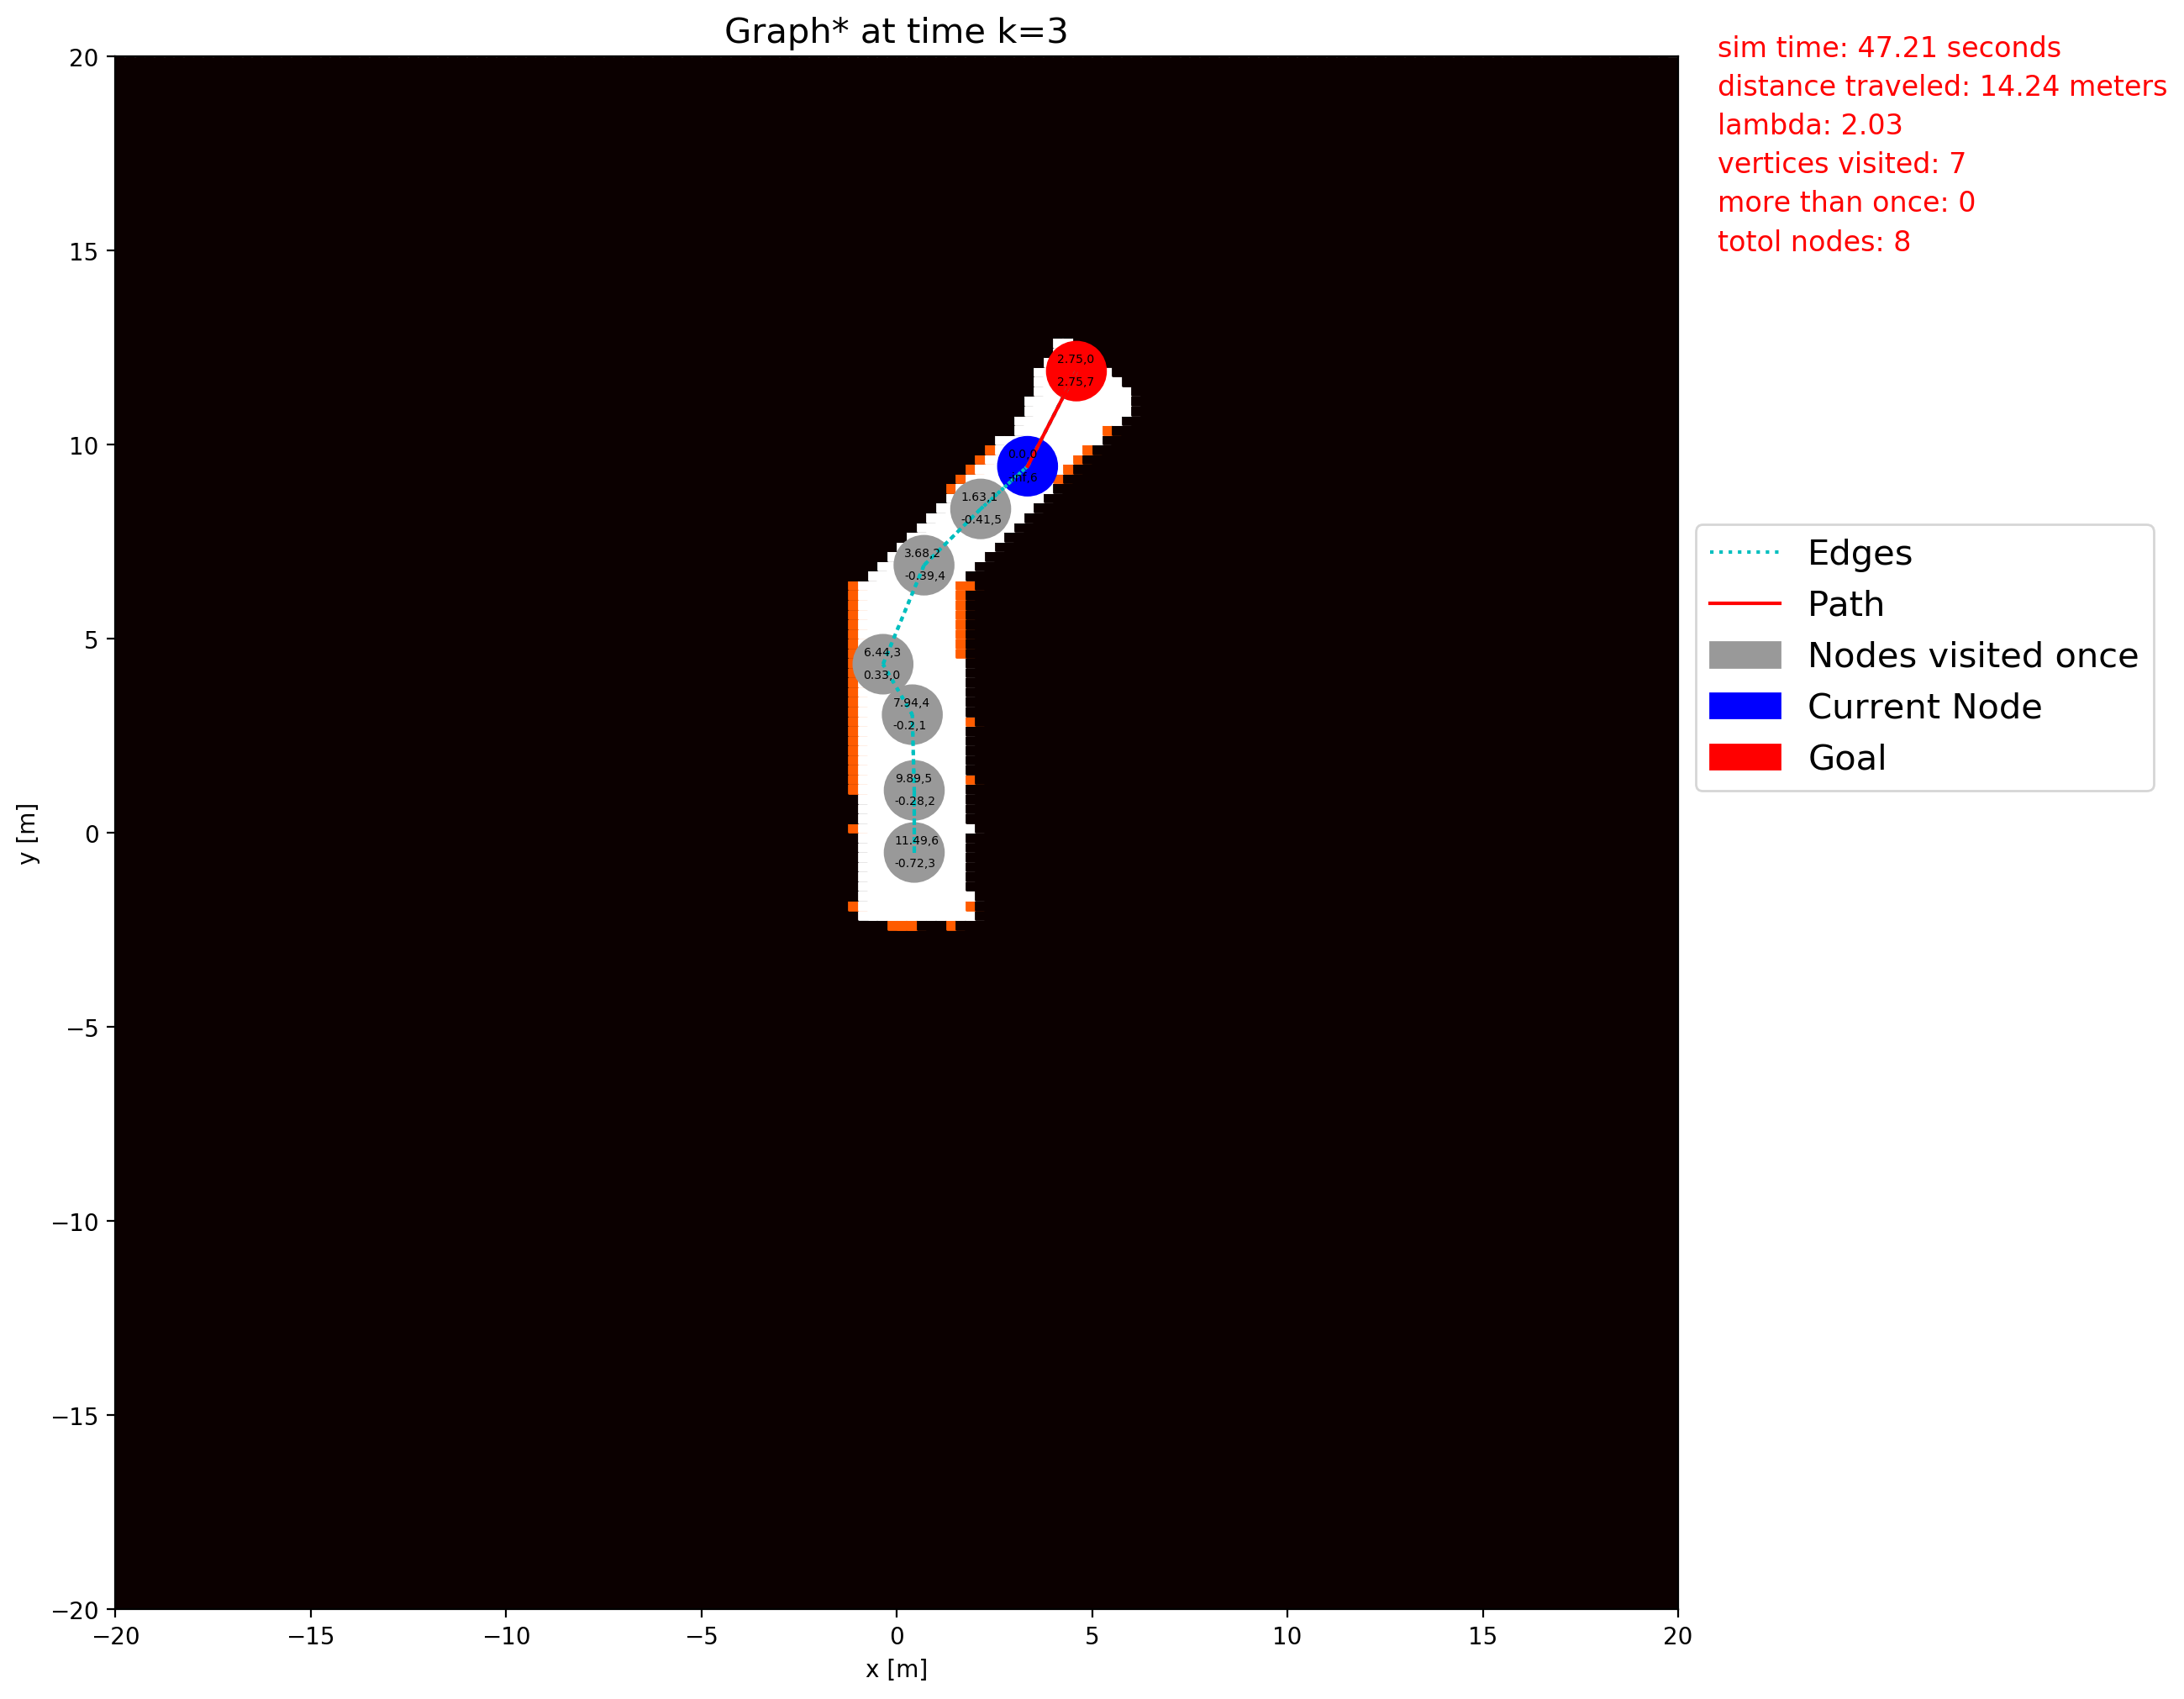 Graph* at time k=3
sim time: 47.21 seconds
distance traveled: 14.24 meters
lambda: 2.03
vertices visited: 7
more than once: 0
totol nodes: 8
20
15
10
5
0
−5
−10
−15
−20
y [m]
2.75,0
2.75,7
0.0,0
inf,6
1.63,1
-0.41,5
3.68,2
-0.39,4
6.44,3
0.33,0
7.94,4
-0.2,1
9.89,5
-0.28,2
11.49,6
-0.72,3
Edges
Path
Nodes visited once
Current Node
Goal
−20 −15 −10 −5 0 5 10 15 20
x [m]